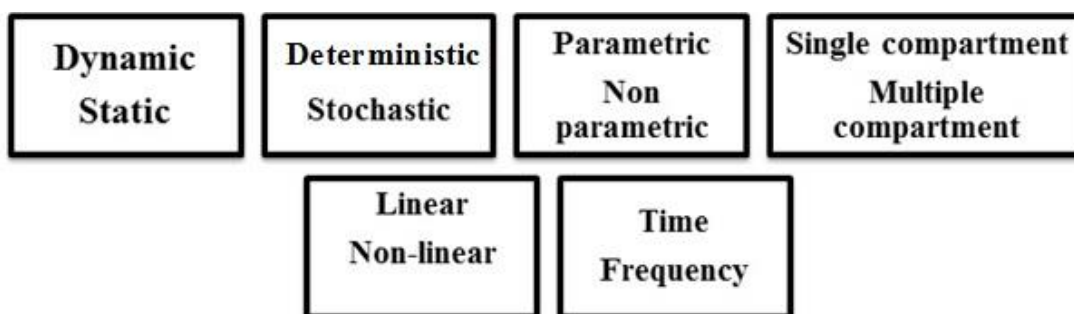 Dynamic
Static
Deterministic
Stochastic
Parametric
Non
parametric
Single compartment
Multiple
compartment
Linear
Non-linear
Time
Frequency